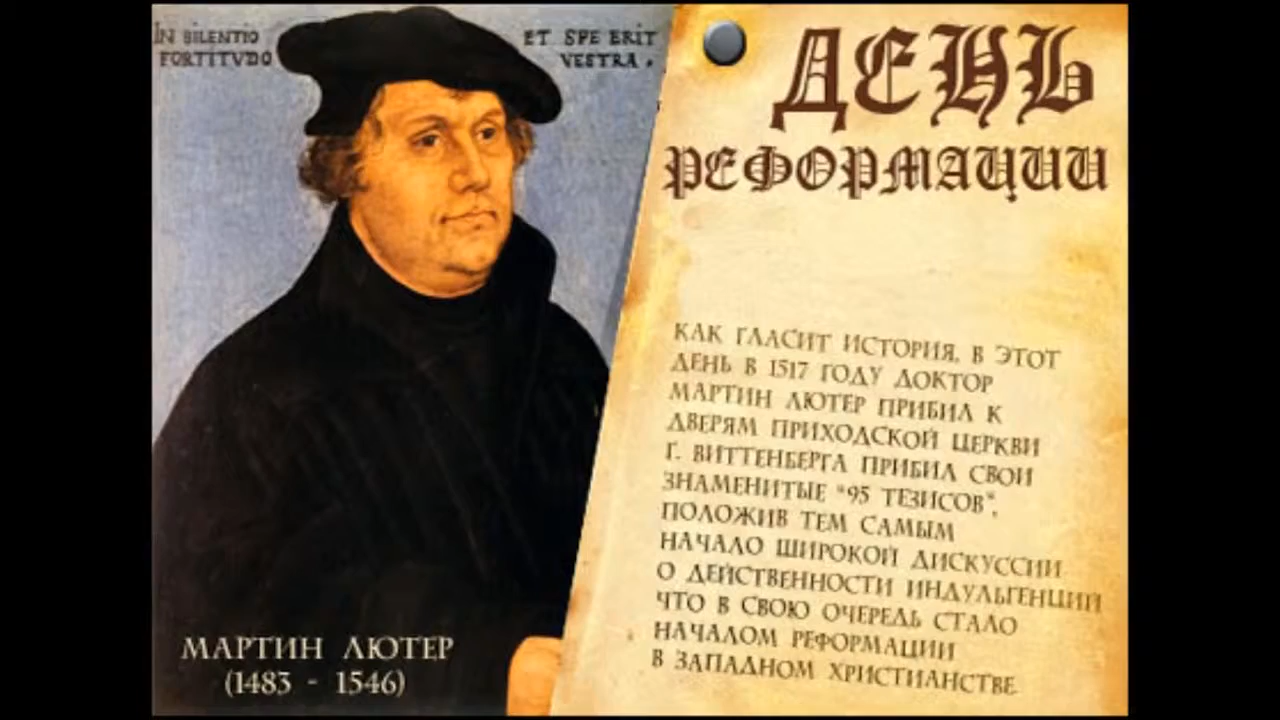 IN SILENTIO
FORTITVDO
ET SPE ERIT
VESTRA.
МАРТИН ЛЮТЕР
(1483 - 1546)
ДЕНЬ
РЕФОРМАЦИИ
КАК ГЛАСИТ ИСТОРИЯ, В ЭТОТ
ДЕНЬ В 1517 ГОДУ ДОКТОР
МАРТИН ЛЮТЕР ПРИБИЛ К
ДВЕРЯМ ПРИХОДСКОЙ ЦЕРКВИ
Г. ВИТТЕНБЕРГА ПРИБИЛ СВОИ
ЗНАМЕНИТЫЕ "95 ТЕЗИСОВ",
ПОЛОЖИВ ТЕМ САМЫМ
НАЧАЛО ШИРОКОЙ ДИСКУССИИ
О ДЕЙСТВЕННОСТИ ИНДУЛЬГЕНЦИЙ
ЧТО В СВОЮ ОЧЕРЕДЬ СТАЛО
НАЧАЛОМ РЕФОРМАЦИИ
В ЗАПАДНОМ ХРИСТИАНСТВЕ.